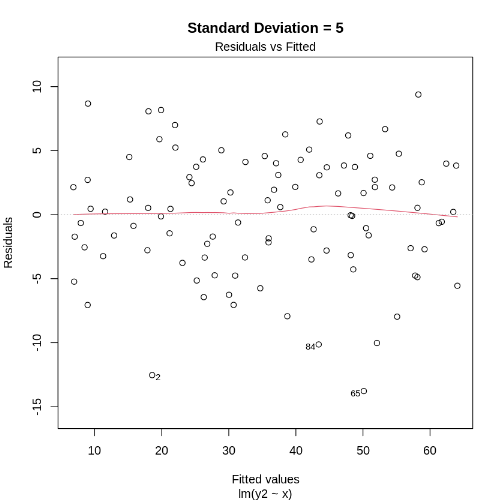 Standard Deviation = 5
Residuals vs Fitted
10
5
0
-5
-10
-15
Residuals
84
2
65
10 20 30 40 50 60
Fitted values
lm(y2 ~ x)